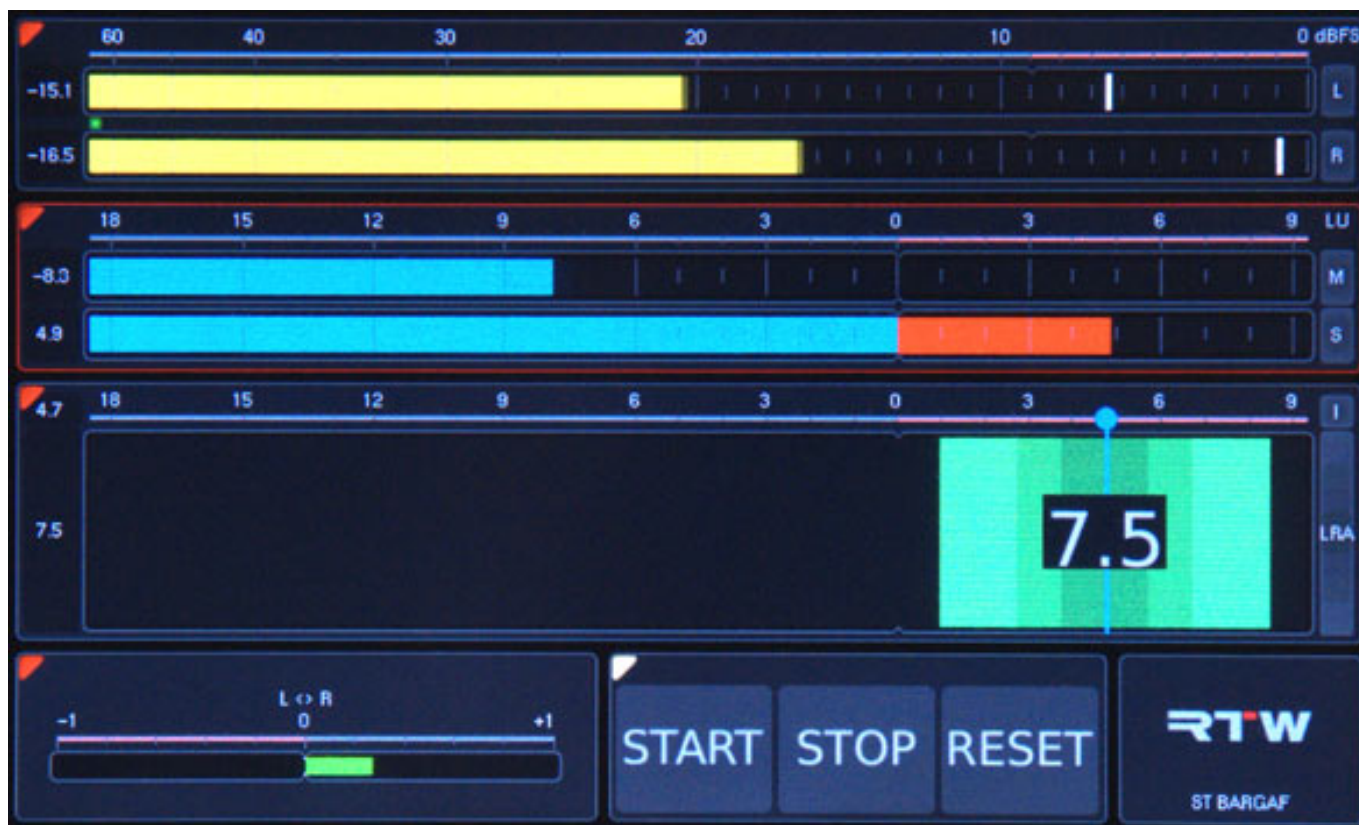 60 40 30 20 10 0 dBFS
-15.1 L
-16.5 R
18 15 12 9 6 3 0 3 6 9 LU
-8.3 M
4.9 S
4.7 18 15 12 9 6 3 0 3 6 9 I
7.5 7.5 LRA
L <> R
-1 0 +1
START STOP RESET
RTW
ST BARGAF